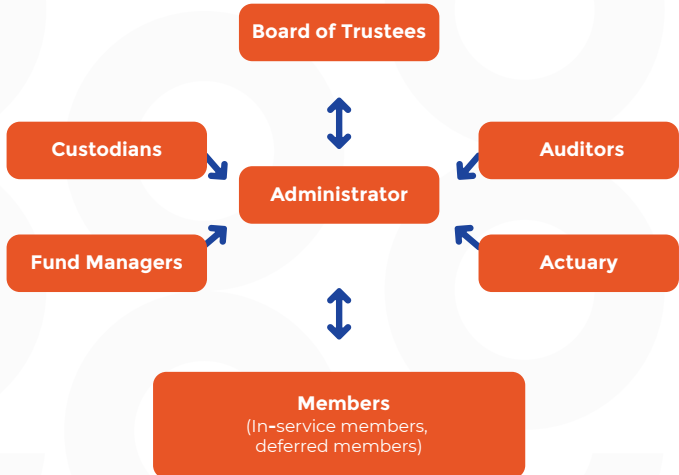 Board of Trustees
Custodians
Auditors
Administrator
Fund Managers
Actuary
Members
(In-service members,
deferred members)